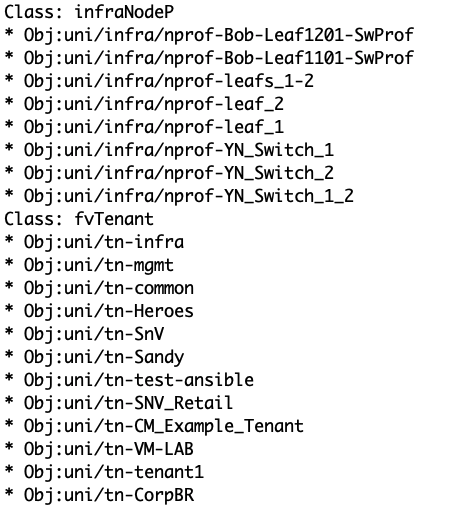 Class: infraNodeP
* Obj:uni/infra/nprof-Bob-Leaf1201-SwProf
* Obj:uni/infra/nprof-Bob-Leaf1101-SwProf
* Obj:uni/infra/nprof-leafs_1-2
* Obj:uni/infra/nprof-leaf_2
* Obj:uni/infra/nprof-leaf_1
* Obj:uni/infra/nprof-YN_Switch_1
* Obj:uni/infra/nprof-YN_Switch_2
* Obj:uni/infra/nprof-YN_Switch_1_2
Class: fvTenant
* Obj:uni/tn-infra
* Obj:uni/tn-mgmt
* Obj:uni/tn-common
* Obj:uni/tn-Heroes
* Obj:uni/tn-SnV
* Obj:uni/tn-Sandy
* Obj:uni/tn-test-ansible
* Obj:uni/tn-SNV_Retail
* Obj:uni/tn-CM_Example_Tenant
* Obj:uni/tn-VM-LAB
* Obj:uni/tn-tenant1
* Obj:uni/tn-CorpBR